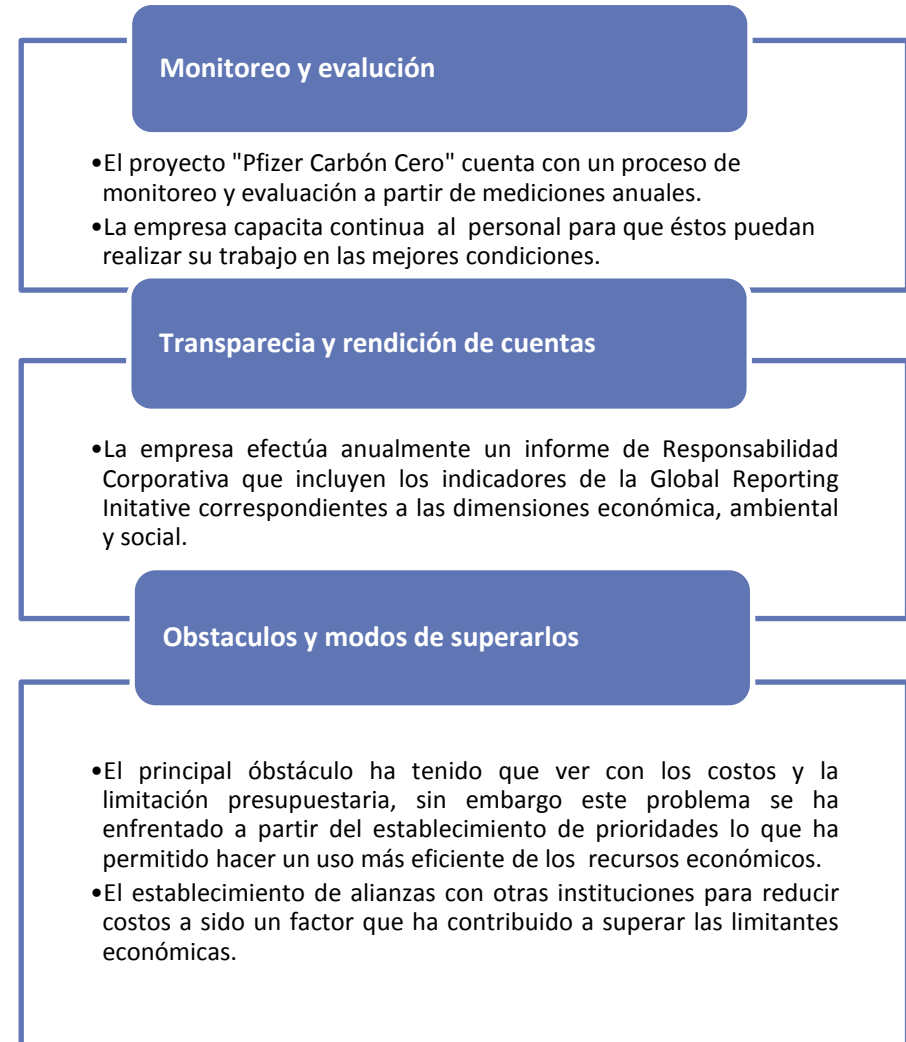 Monitoreo y evalución
•El proyecto "Pfizer Carbón Cero" cuenta con un proceso de
monitoreo y evaluación a partir de mediciones anuales.
•La empresa capacita continua al personal para que éstos puedan
realizar su trabajo en las mejores condiciones.
Transparecia y rendición de cuentas
•La empresa efectúa anualmente un informe de Responsabilidad
Corporativa que incluyen los indicadores de la Global Reporting
Initative correspondientes a las dimensiones económica, ambiental
y social.
Obstaculos y modos de superarlos
•El principal óbstáculo ha tenido que ver con los costos y la
limitación presupuestaria, sin embargo este problema se ha
enfrentado a partir del establecimiento de prioridades lo que ha
permitido hacer un uso más eficiente de los recursos económicos.
•El establecimiento de alianzas con otras instituciones para reducir
costos a sido un factor que ha contribuido a superar las limitantes
económicas.